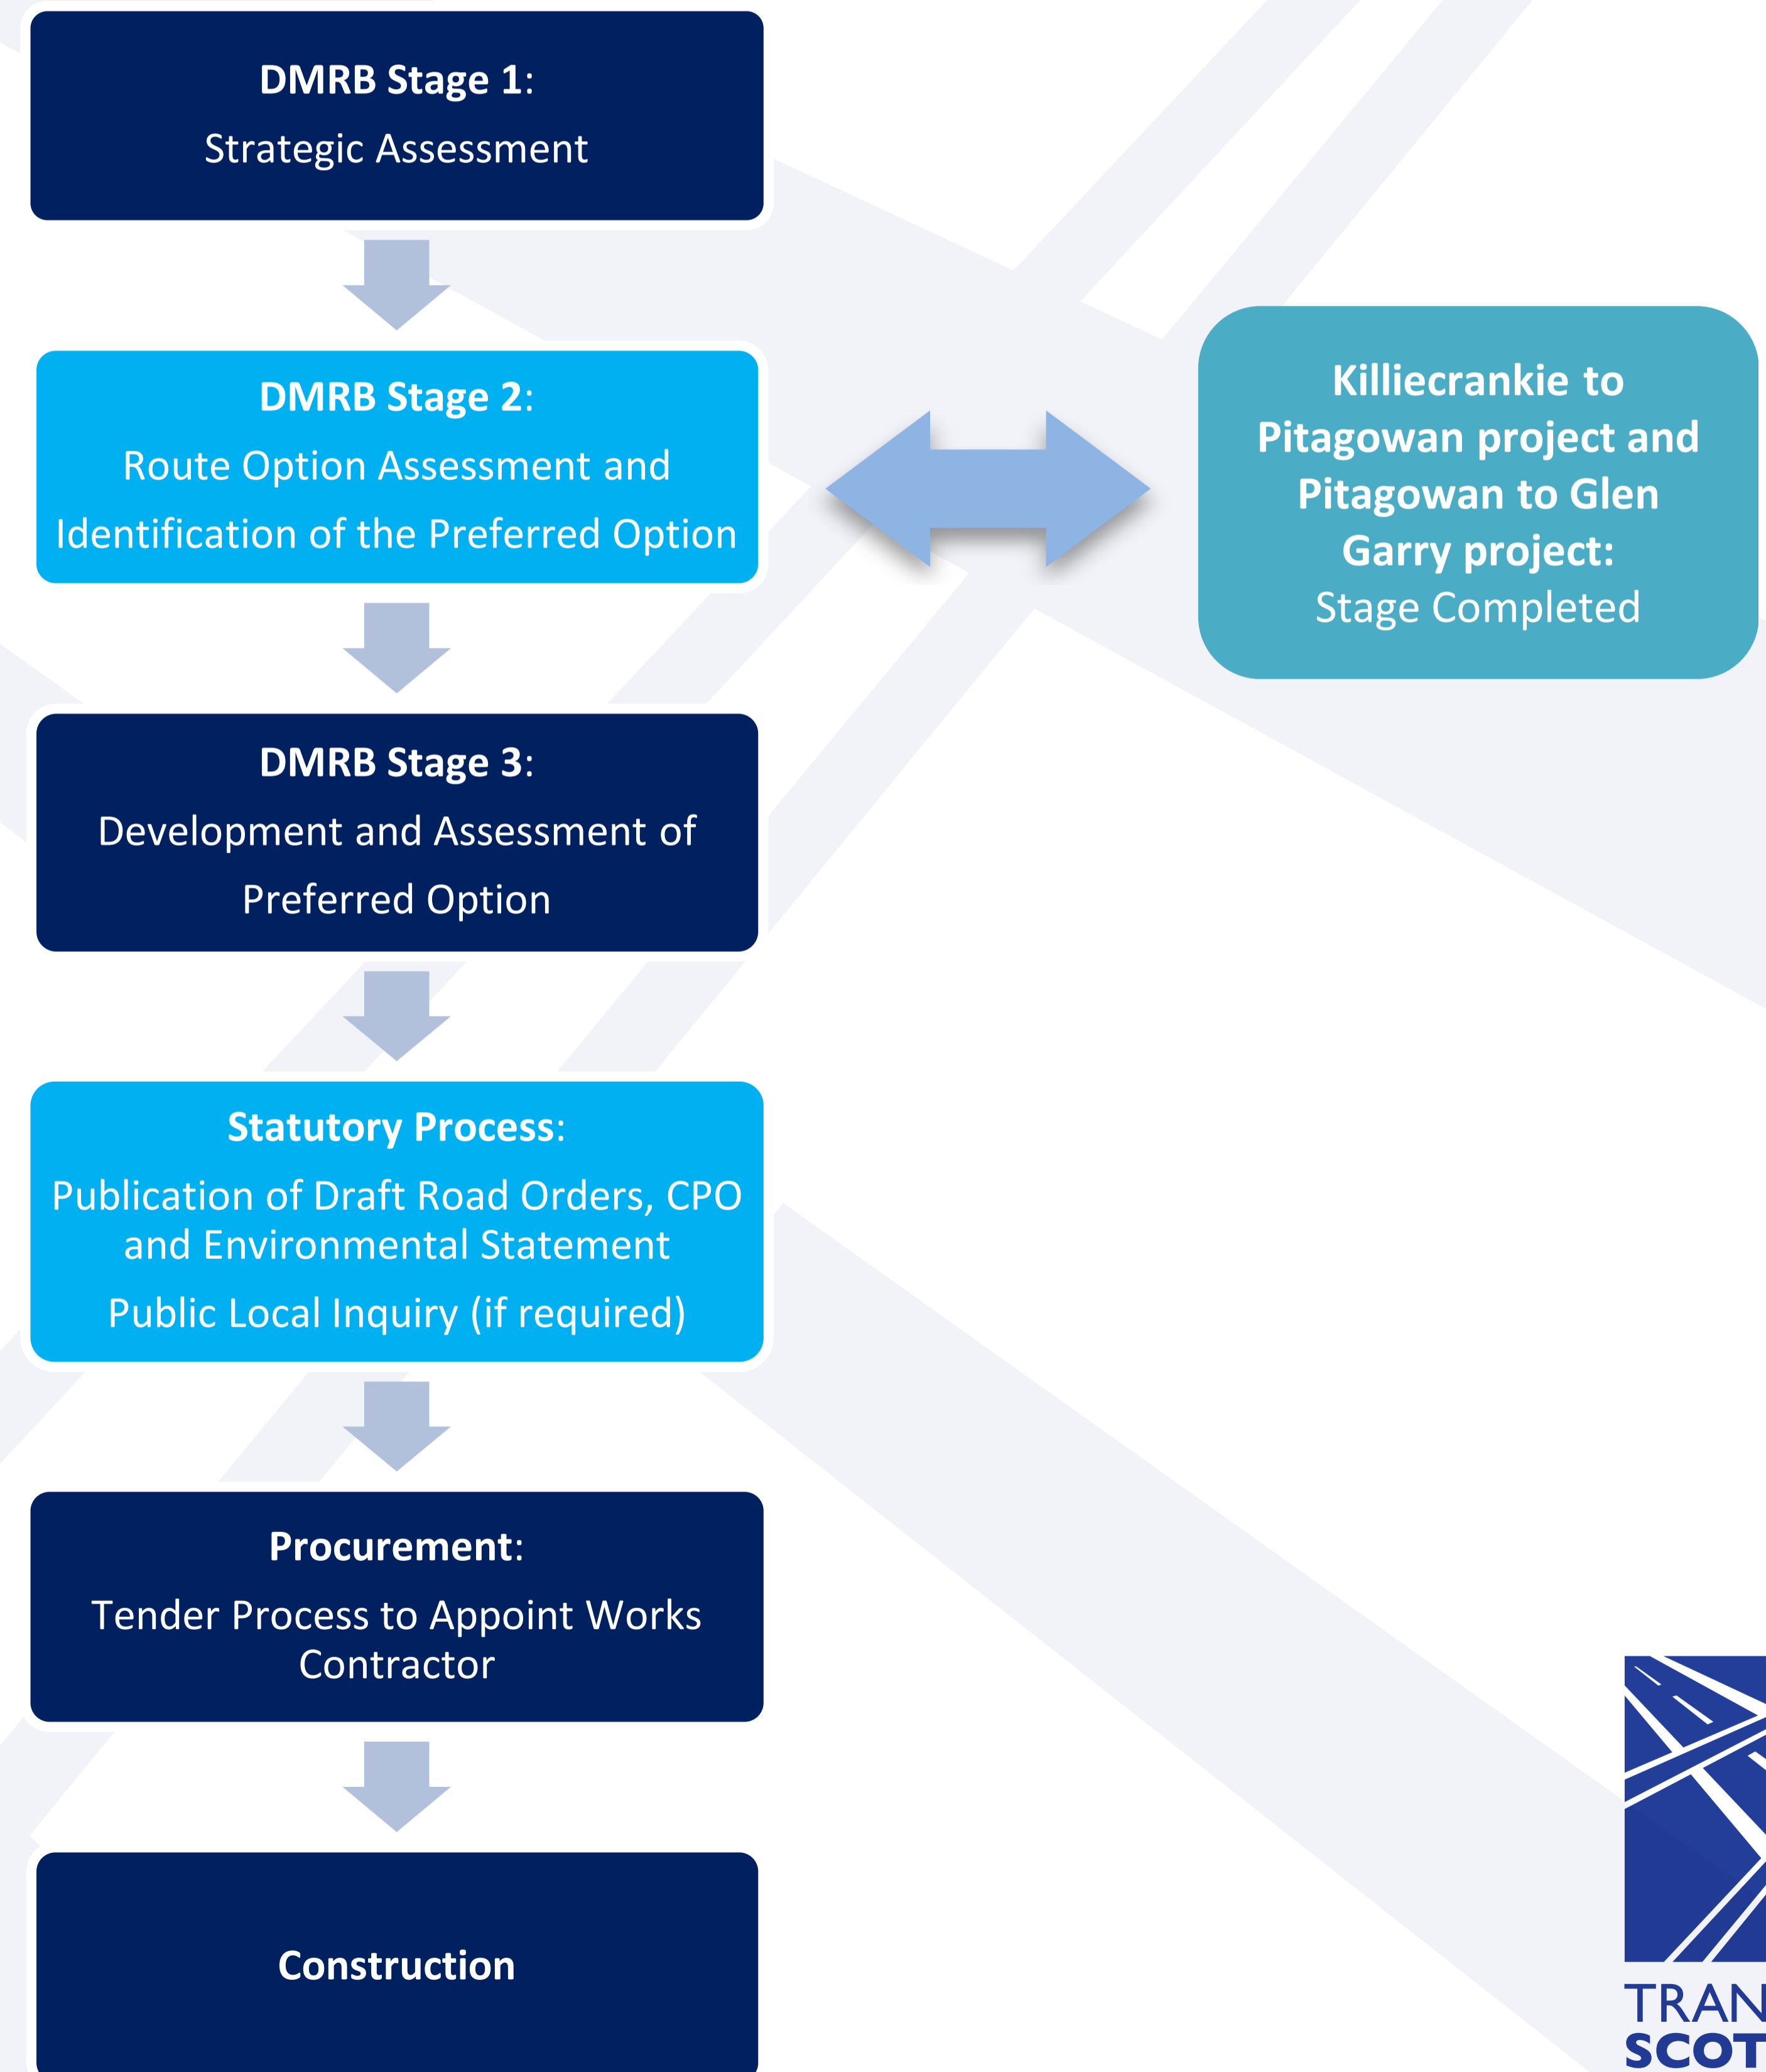 DMRB Stage 1:
Strategic Assessment
DMRB Stage 2:
Route Option Assessment and
Identification of the Preferred Option
Killiecrankie to
Pitagowan project and
Pitagowan to Glen
Garry project:
Stage Completed
DMRB Stage 3:
Development and Assessment of
Preferred Option
Statutory Process:
Publication of Draft Road Orders, CPO
and Environmental Statement
Public Local Inquiry (if required)
Procurement:
Tender Process to Appoint Works
Contractor
Construction
TRAN
SCOT